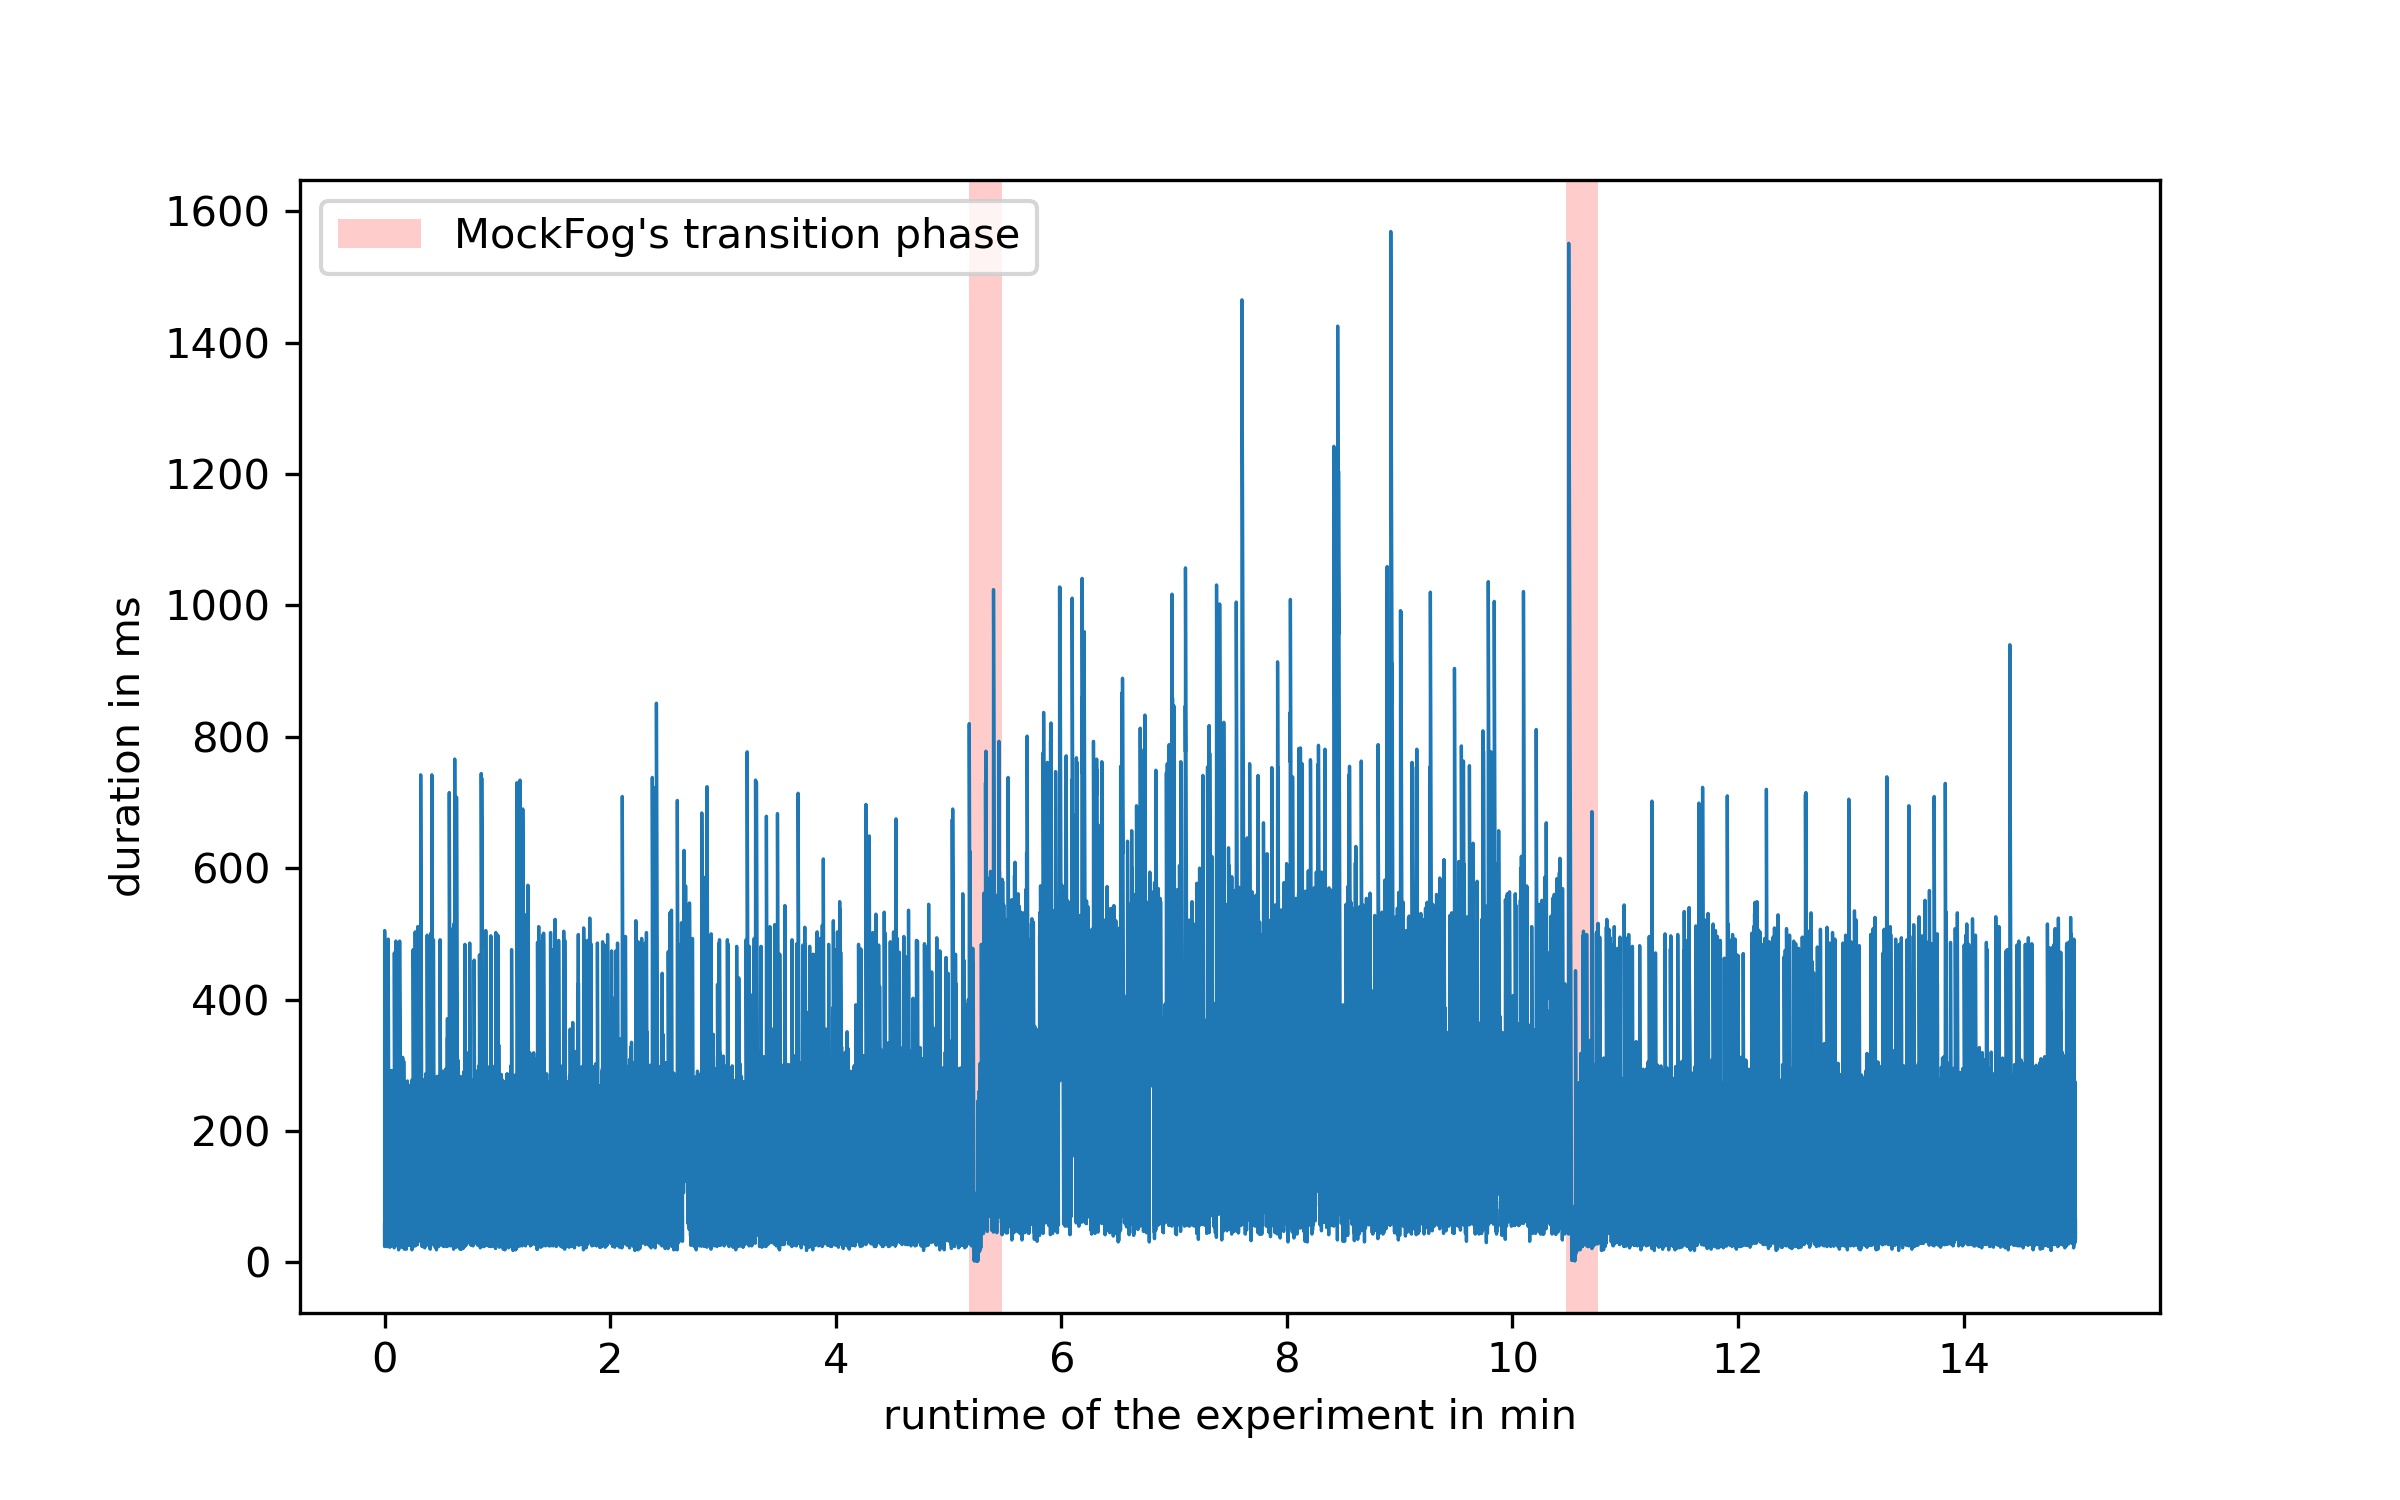 MockFog's transition phase
1600
1400
1200
1000
800
600
400
200
0
duration in ms
0 2 4 6 8 10 12 14
runtime of the experiment in min